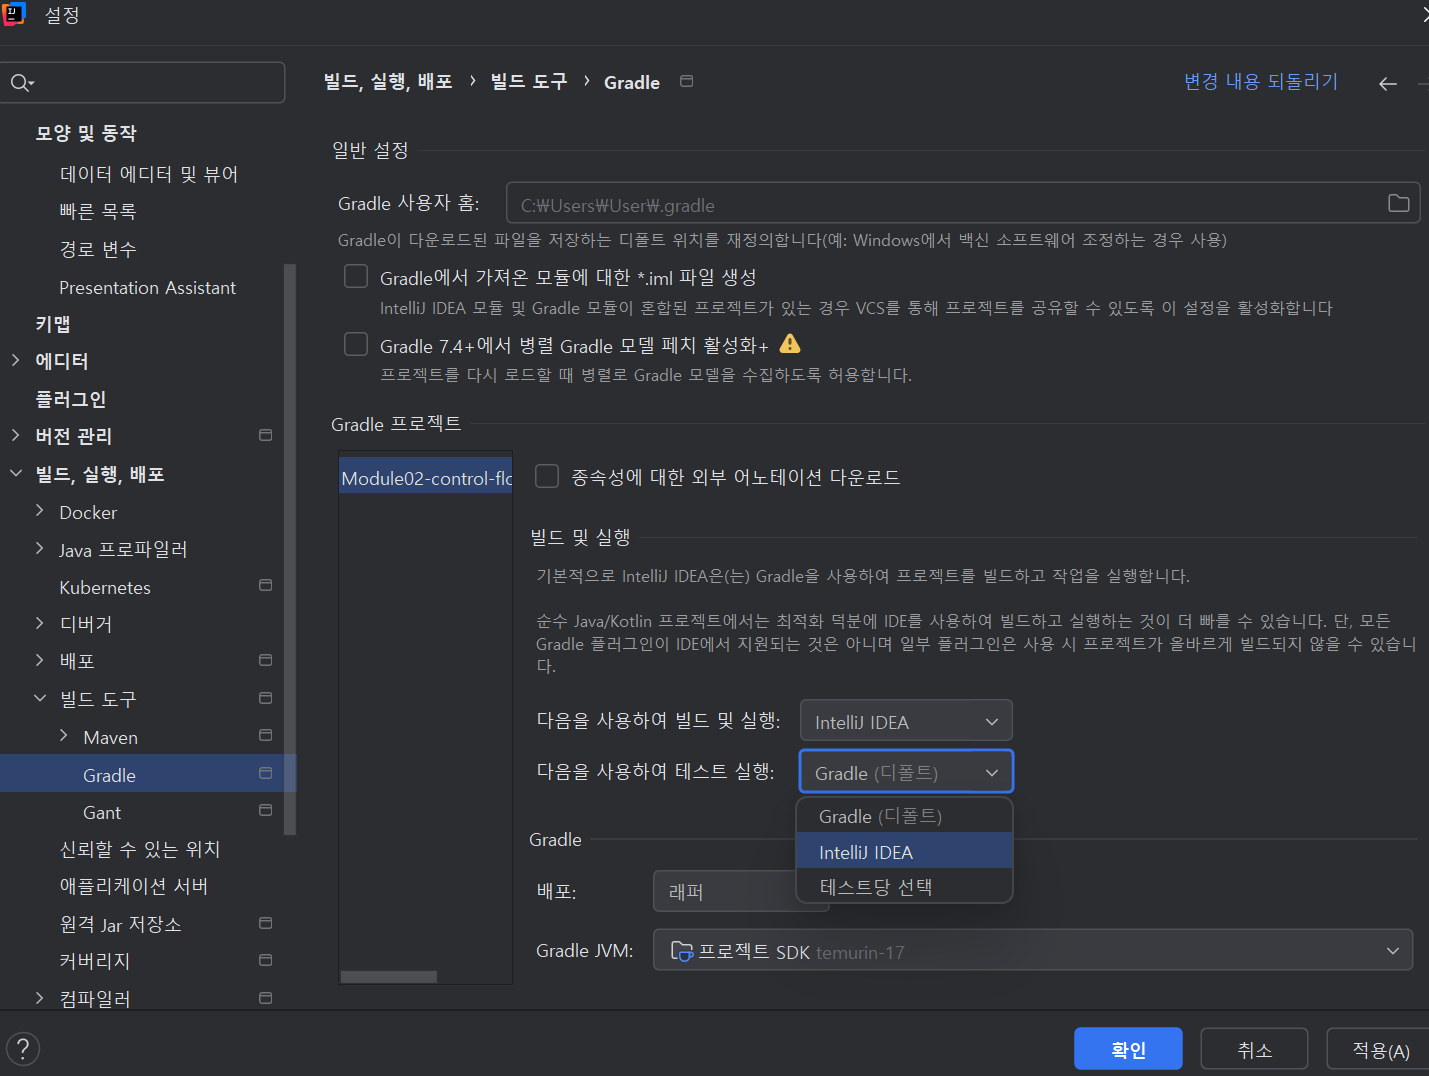 설정
빌드, 실행, 배포 › 빌드 도구 › Gradle
변경 내용 되돌리기
모양 및 동작
데이터 에디터 및 뷰어
빠른 목록
경로 변수
Presentation Assistant
키맵
에디터
플러그인
버전 관리
빌드, 실행, 배포
Docker
Java 프로파일러
Kubernetes
디버거
배포
빌드 도구
Maven
Gradle
Gant
신뢰할 수 있는 위치
애플리케이션 서버
원격 Jar 저장소
커버리지
컴파일러
일반 설정
Gradle 사용자 홈:
C:₩Users₩User₩.gradle
Gradle이 다운로드된 파일을 저장하는 디폴트 위치를 재정의합니다(예: Windows에서 백신 소프트웨어 조정하는 경우 사용)
Gradle에서 가져온 모듈에 대한 *.iml 파일 생성
IntelliJ IDEA 모듈 및 Gradle 모듈이 혼합된 프로젝트가 있는 경우 VCS를 통해 프로젝트를 공유할 수 있도록 이 설정을 활성화합니다
Gradle 7.4+에서 병렬 Gradle 모델 페치 활성화+
프로젝트를 다시 로드할 때 병렬로 Gradle 모델을 수집하도록 허용합니다.
Gradle 프로젝트
Module02-control-flo
종속성에 대한 외부 어노테이션 다운로드
빌드 및 실행
기본적으로 IntelliJ IDEA은(는) Gradle을 사용하여 프로젝트를 빌드하고 작업을 실행합니다.
순수 Java/Kotlin 프로젝트에서는 최적화 덕분에 IDE를 사용하여 빌드하고 실행하는 것이 더 빠를 수 있습니다. 단, 모든
Gradle 플러그인이 IDE에서 지원되는 것은 아니며 일부 플러그인은 사용 시 프로젝트가 올바르게 빌드되지 않을 수 있습니
다.
다음을 사용하여 빌드 및 실행:
IntelliJ IDEA
다음을 사용하여 테스트 실행:
Gradle (디폴트)
Gradle (디폴트)
IntelliJ IDEA
테스트당 선택
Gradle
배포:
래퍼
Gradle JVM:
프로젝트 SDK temurin-17
?
확인
취소
적용(A)